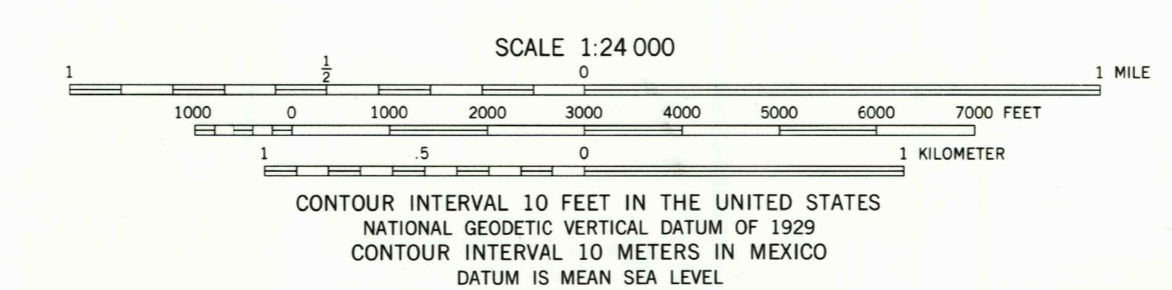 SCALE 1:24 000
1 1/2 0 1 MILE
1000 0 1000 2000 3000 4000 5000 6000 7000 FEET
1 .5 0 1 KILOMETER
CONTOUR INTERVAL 10 FEET IN THE UNITED STATES
NATIONAL GEODETIC VERTICAL DATUM OF 1929
CONTOUR INTERVAL 10 METERS IN MEXICO
DATUM IS MEAN SEA LEVEL